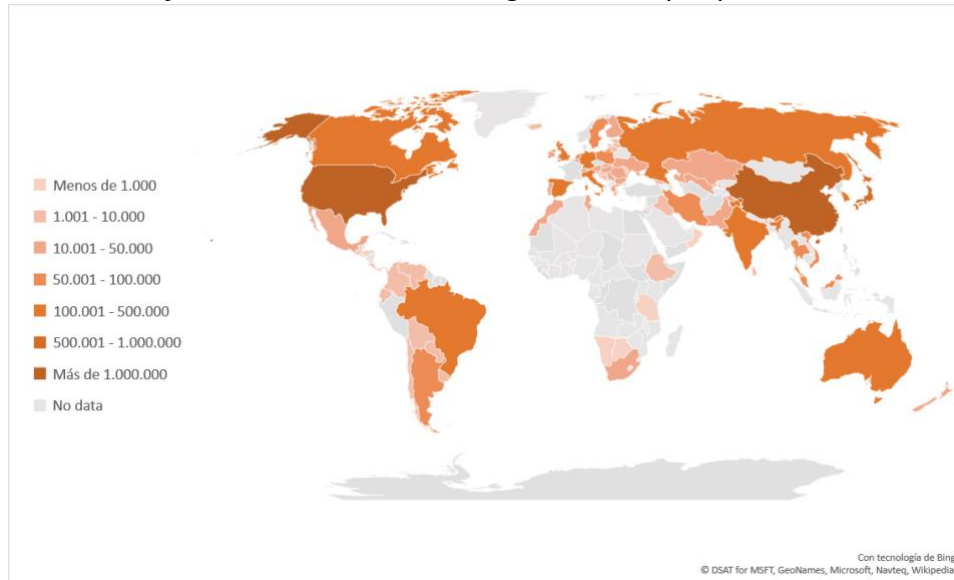 Menos de 1.000
1.001 - 10.000
10.001 - 50.000
50.001 - 100.000
100.001 - 500.000
500.001 - 1.000.000
Más de 1.000.000
No data
Con tecnología de Bing
© DSAT for MSFT, GeoNames, Microsoft, Navteq, Wikipedia